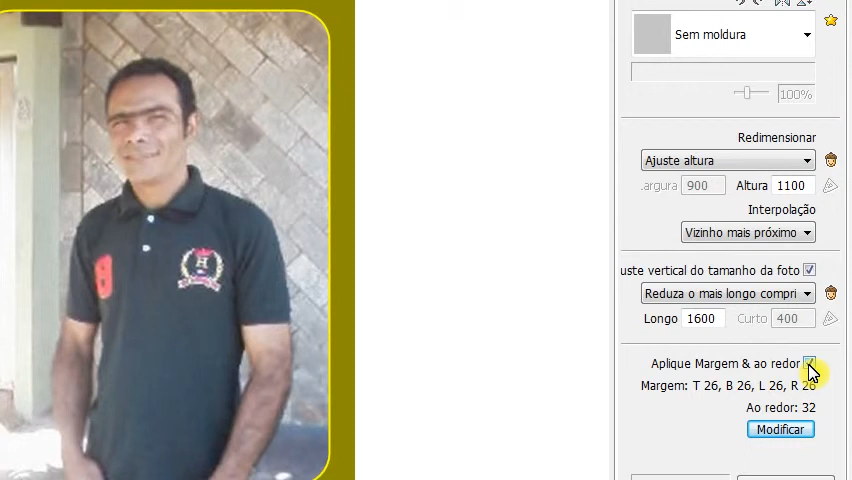 Sem moldura
100%
Redimensionar
Ajuste altura
.argura 900 Altura 1100
Interpolação
Vizinho mais próximo
uste vertical do tamanho da foto
Reduza o mais longo compri
Longo 1600 Curto 400
Aplique Margem & ao redor
Margem: T 26, B 26, L 26, R 26
Ao redor: 32
Modificar
H